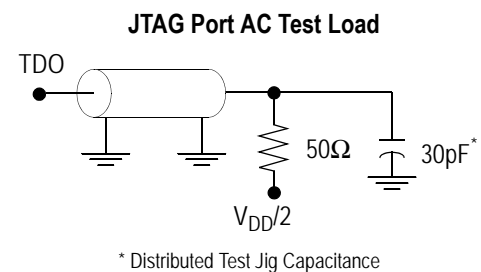 JTAG Port AC Test Load
TDO
50Ω
30pF*
VDD/2
* Distributed Test Jig Capacitance